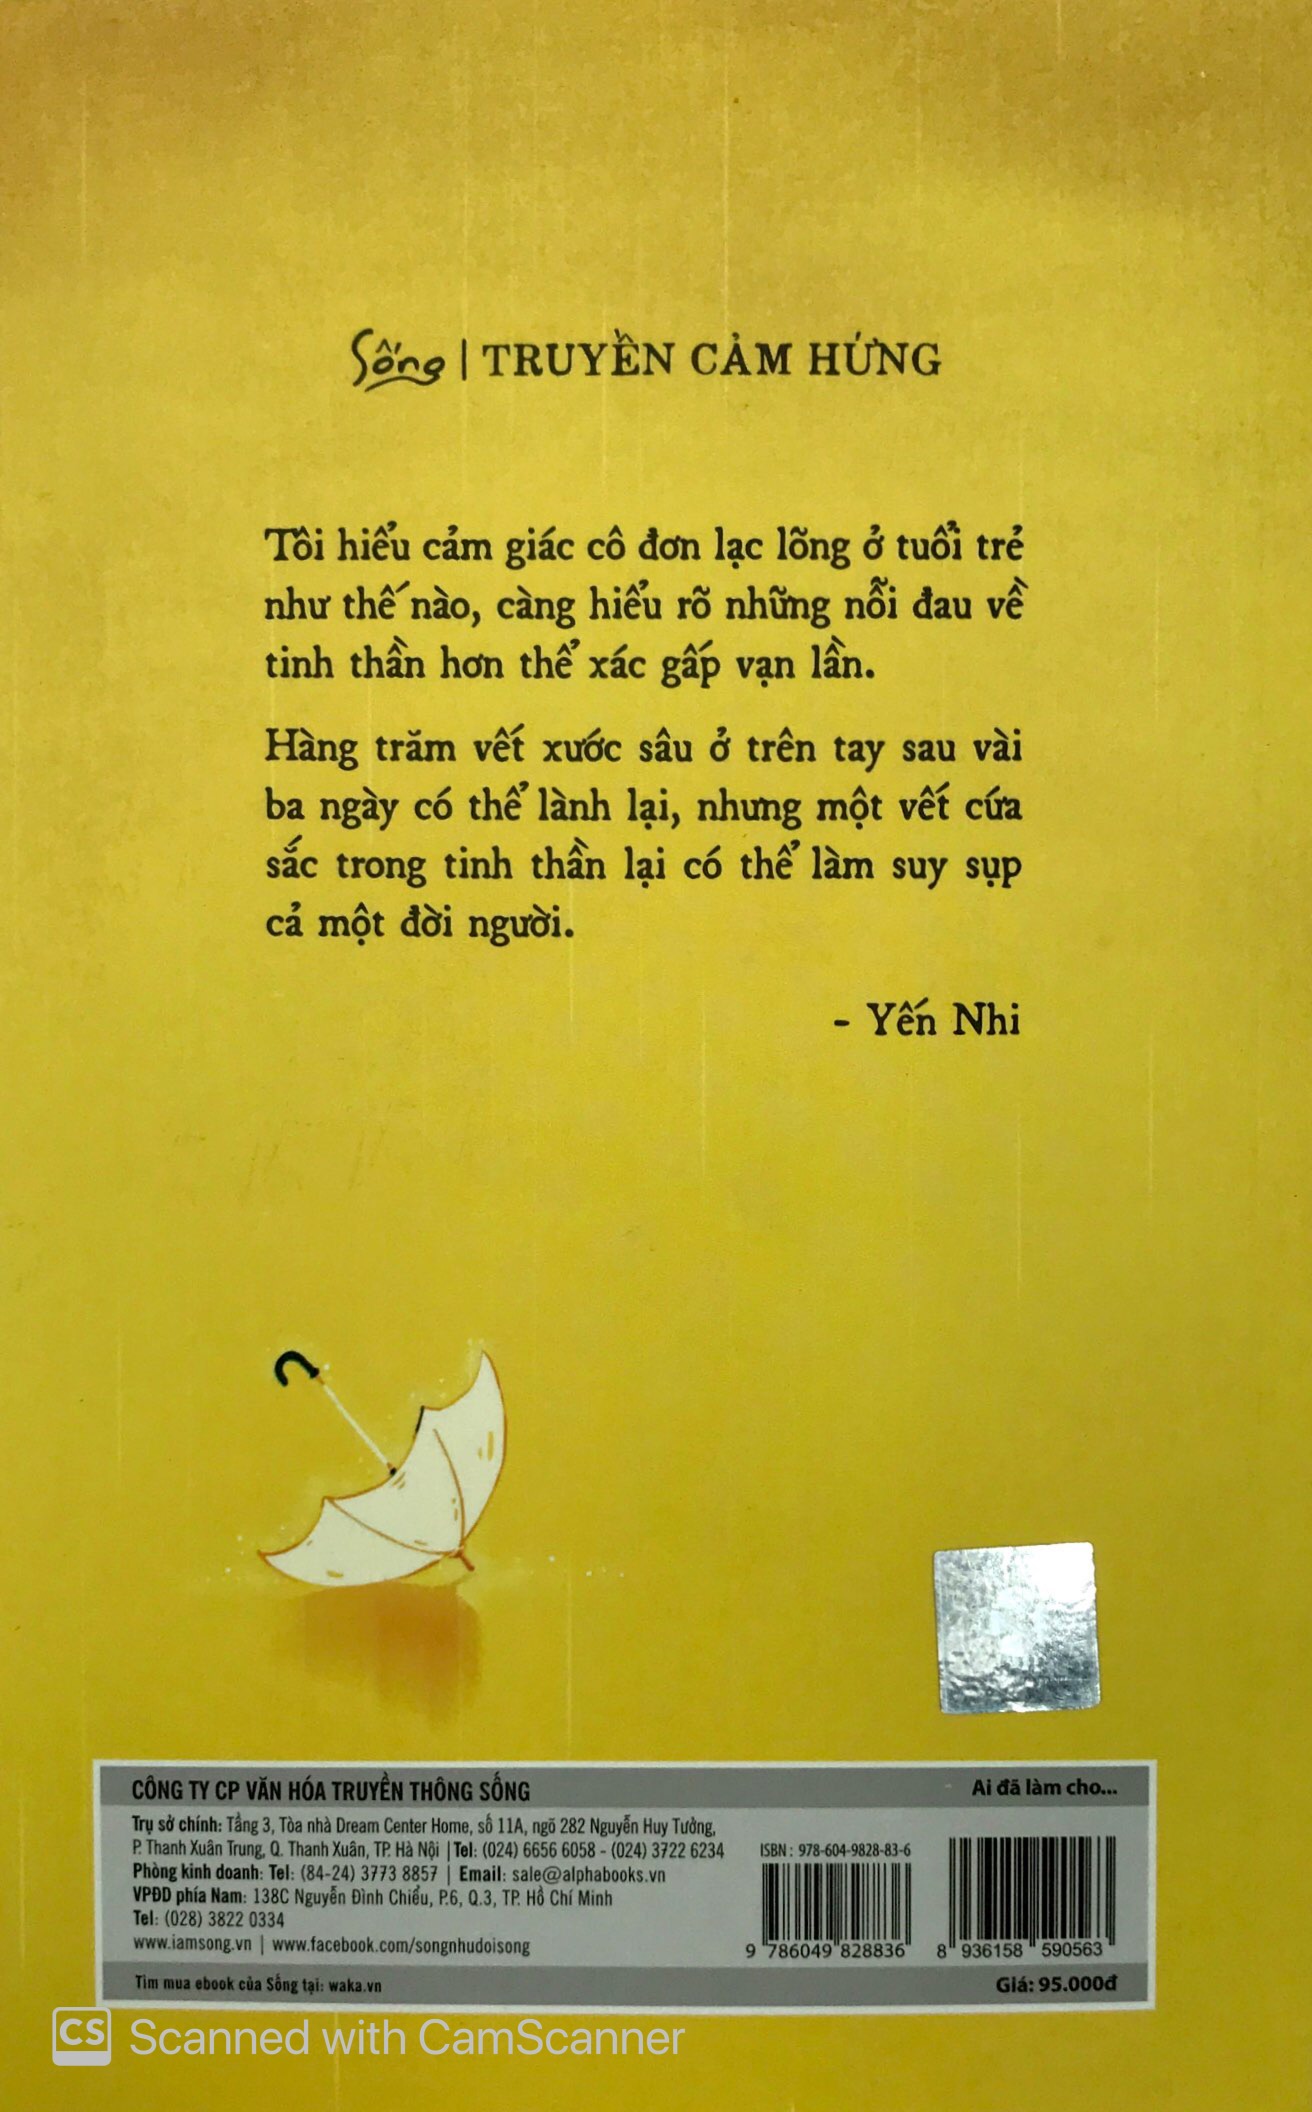 Sống | TRUYỀN CẢM HỨNG
Tôi hiểu cảm giác cô đơn lạc lõng ở tuổi trẻ
như thế nào, càng hiểu rõ những nỗi đau về
tinh thần hơn thể xác gấp vạn lần.
Hàng trăm vết xước sâu ở trên tay sau vài
ba ngày có thể lành lại, nhưng một vết cứa
sắc trong tinh thần lại có thể làm suy sụp
cả một đời người.
- Yến Nhi
CÔNG TY CP VĂN HÓA TRUYỀN THÔNG SỐNG
Ai đã làm cho...
Trụ sở chính: Tầng 3, Tòa nhà Dream Center Home, số 11A, ngõ 282 Nguyễn Huy Tưởng,
P. Thanh Xuân Trung, Q. Thanh Xuân, TP. Hà Nội | Tel: (024) 6656 6058 - (024) 3722 6234
Phòng kinh doanh: Tel: (84-24) 3773 8857 | Email: sale@alphabooks.vn
VPĐD phía Nam: 138C Nguyễn Đình Chiểu, P.6, Q.3, TP. Hồ Chí Minh
Tel: (028) 3822 0334
www.iamsong.vn | www.facebook.com/songnhudoisong
ISBN : 978-604-9828-83-6
9 786049 828836
8 936158 590563
Tìm mua ebook của Sống tại: waka.vn
Giá: 95.000đ
CS Scanned with CamScanner